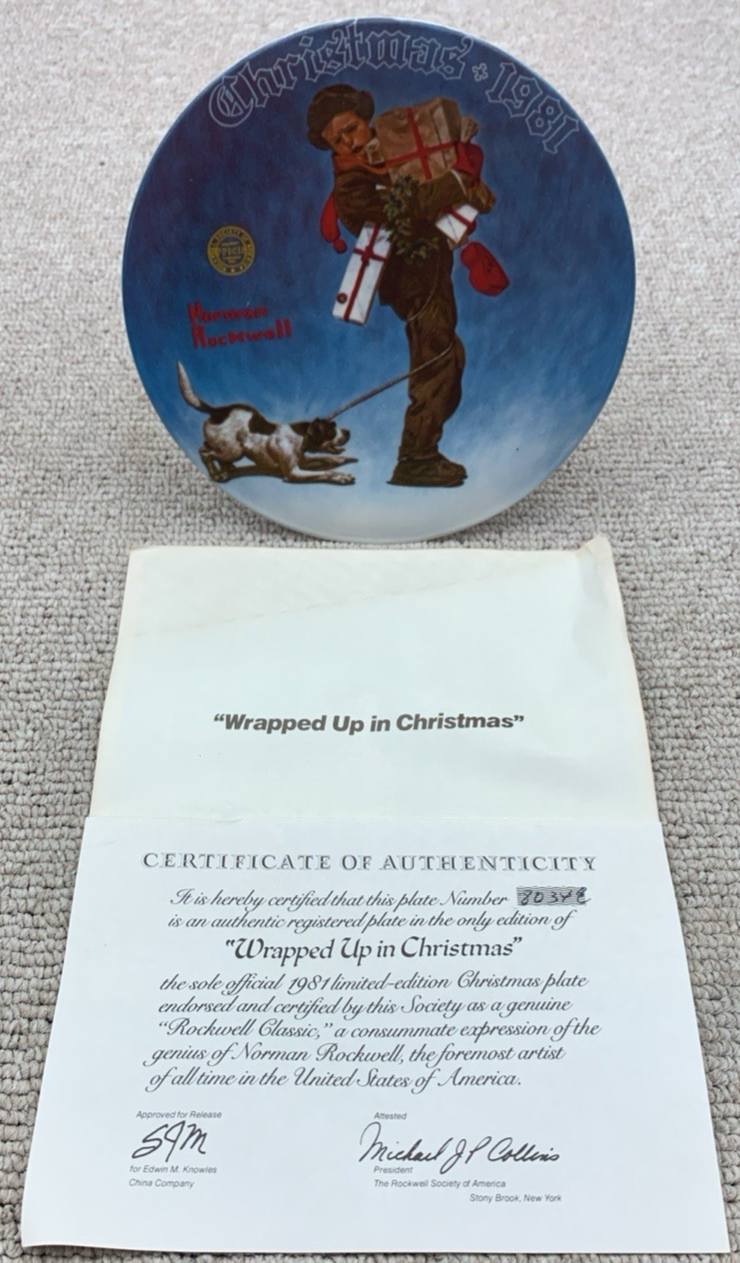 Christmas * 1981
Norman
Rockwell
“Wrapped Up in Christmas”
CERTIFICATE OF AUTHENTICITY
It is hereby certified that this plate Number
is an authentic registered plate in the only edition of
“Wrapped Up in Christmas”
the sole official 1981 limited-edition Christmas plate
endorsed and certified by this Society as a genuine
“Rockwell Classic,” a consummate expression of the
genius of Norman Rockwell, the foremost artist
of all time in the United States of America.
Approved for Release
SJM
for Edwin M. Knowles
China Company
Attested
Michael J P Collins
President
The Rockwell Society of America
Stony Brook, New York